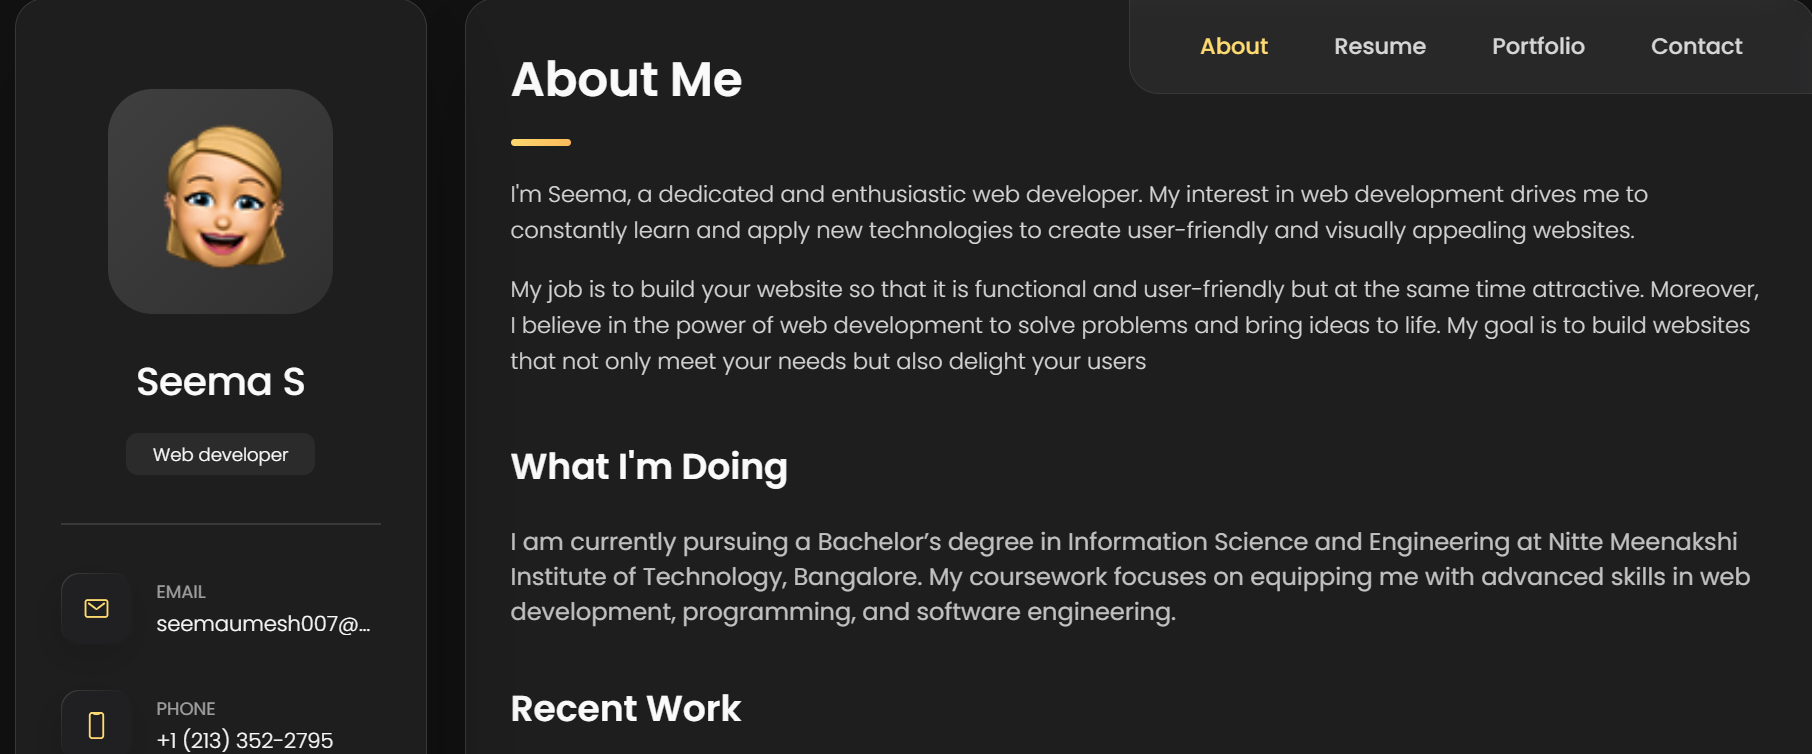 About
Resume
Portfolio
Contact
Seema S
Web developer
EMAIL
seemaumesh007@...
PHONE
+1 (213) 352-2795
About Me
I'm Seema, a dedicated and enthusiastic web developer. My interest in web development drives me to
constantly learn and apply new technologies to create user-friendly and visually appealing websites.
My job is to build your website so that it is functional and user-friendly but at the same time attractive. Moreover,
I believe in the power of web development to solve problems and bring ideas to life. My goal is to build websites
that not only meet your needs but also delight your users
What I'm Doing
I am currently pursuing a Bachelor’s degree in Information Science and Engineering at Nitte Meenakshi
Institute of Technology, Bangalore. My coursework focuses on equipping me with advanced skills in web
development, programming, and software engineering.
Recent Work